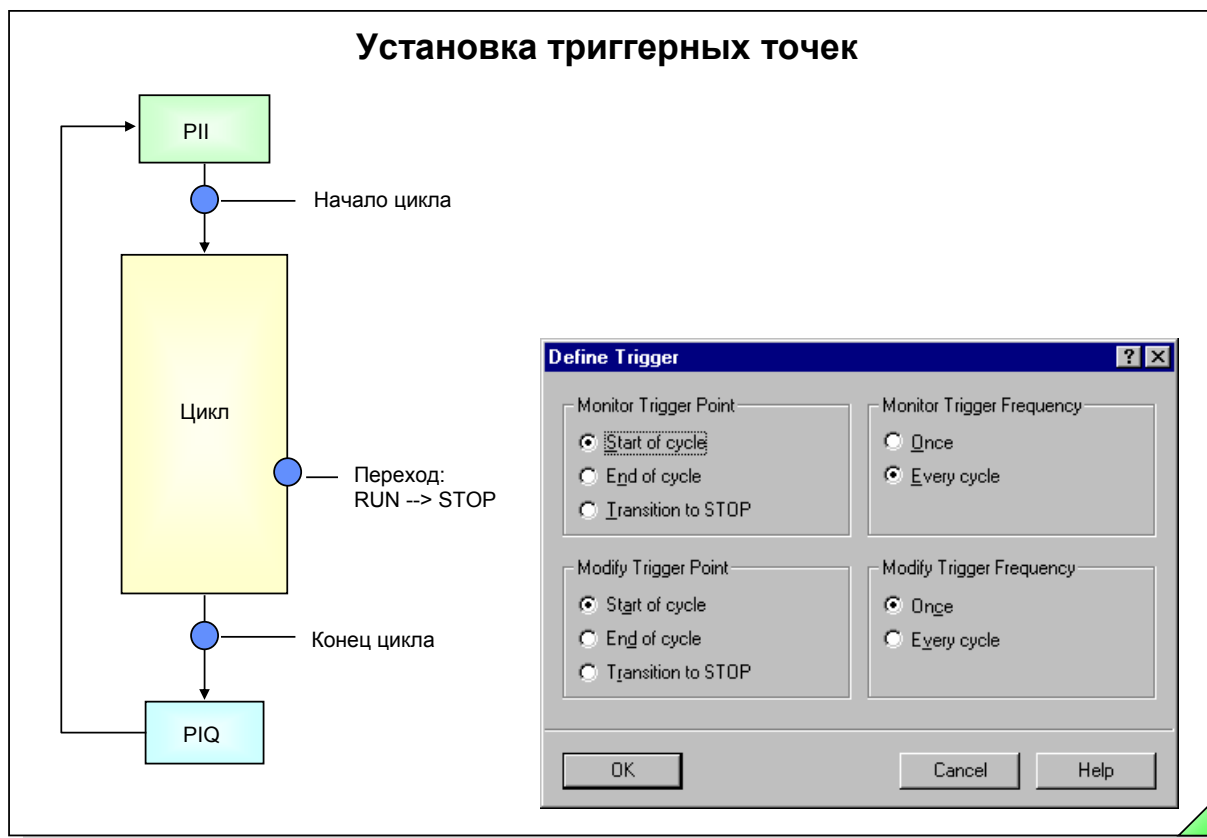 Установка триггерных точек
PII
Начало цикла
Цикл
Переход:
RUN --> STOP
Конец цикла
PIQ
Define Trigger
Monitor Trigger Point
Start of cycle
End of cycle
Transition to STOP
Monitor Trigger Frequency
Once
Every cycle
Modify Trigger Point
Start of cycle
End of cycle
Transition to STOP
Modify Trigger Frequency
Once
Every cycle
OK
Cancel
Help